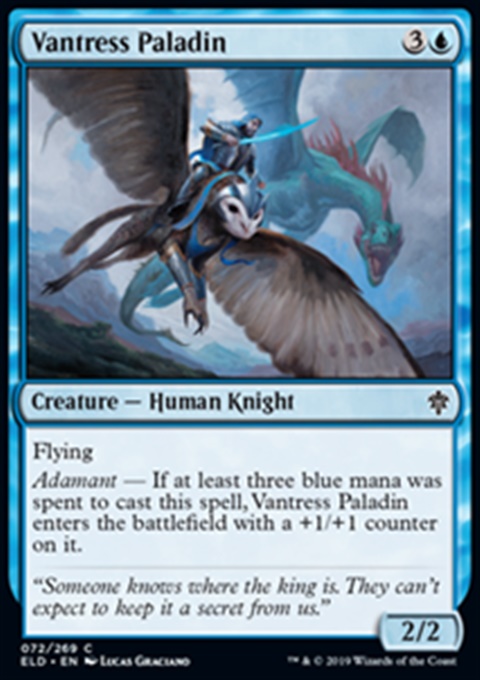 Vantress Paladin 3
Creature — Human Knight
Flying
Adamant — If at least three blue mana was
spent to cast this spell, Vantress Paladin
enters the battlefield with a +1/+1 counter
on it.
“Someone knows where the king is. They can’t
expect to keep it a secret from us.”
2/2
072/269 C
ELD • EN Lucas Graciano
™ & © 2019 Wizards of the Coast